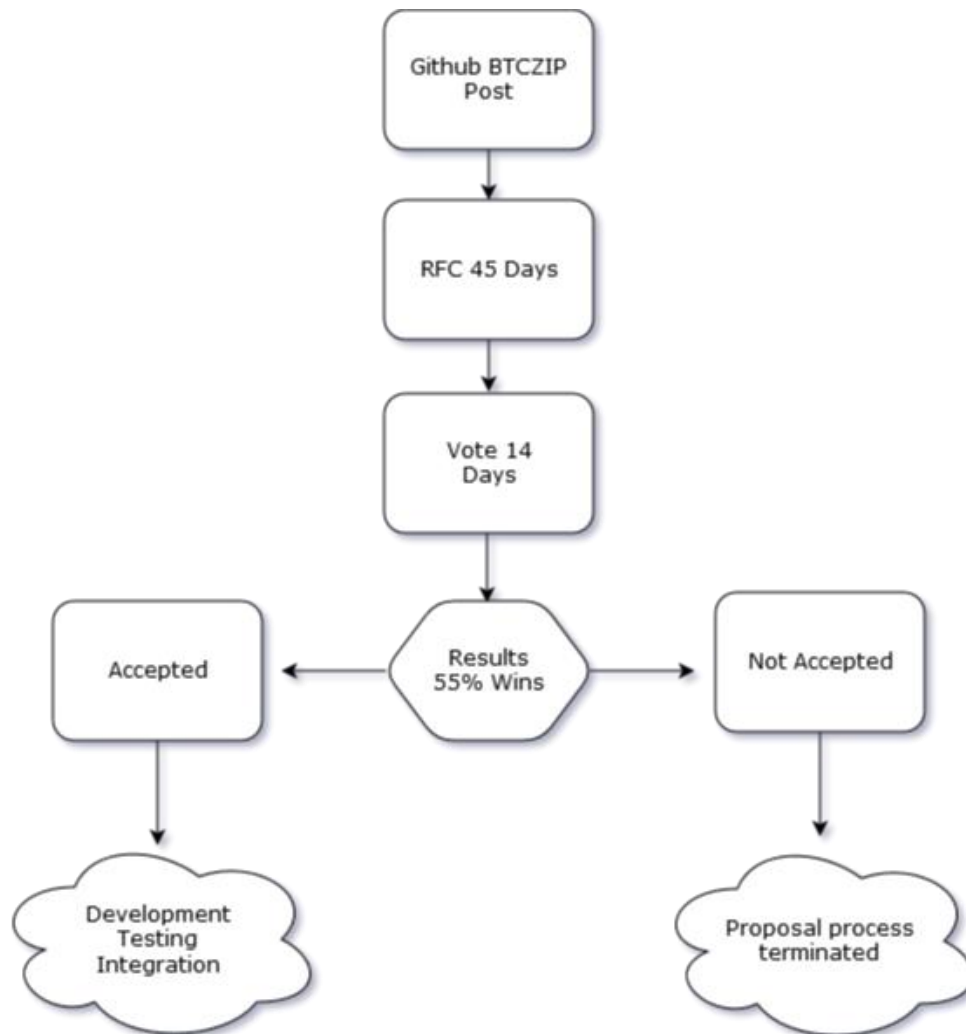 Github BTCZIP
Post
RFC 45 Days
Vote 14
Days
Results
55% Wins
Accepted
Not Accepted
Development
Testing
Integration
Proposal process
terminated